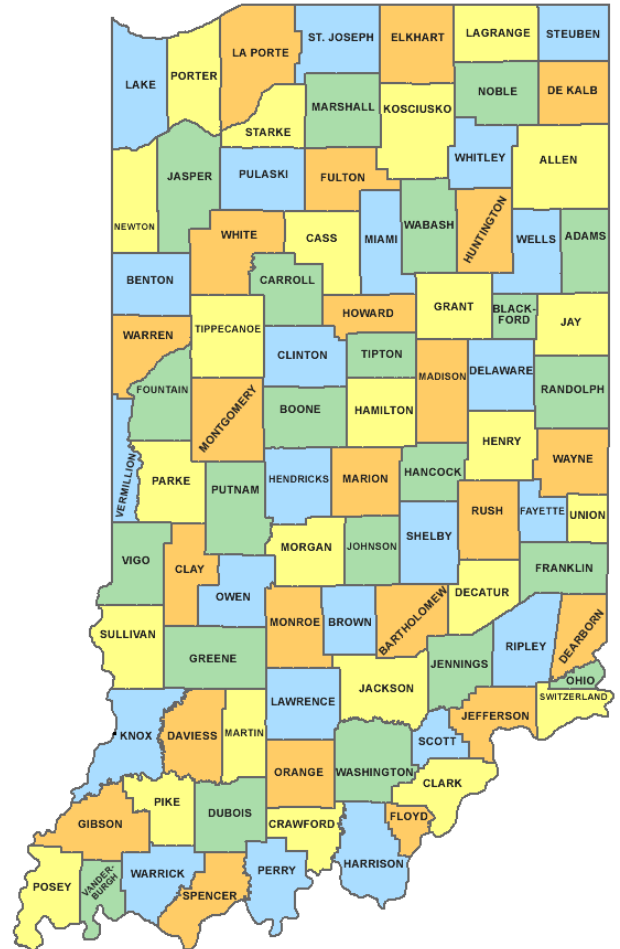 ST. JOSEPH
ELKHART
LAGRANGE
STEUBEN
LAKE
PORTER
LA PORTE
NOBLE
DE KALB
MARSHALL
KOSCIUSKO
STARKE
WHITLEY
ALLEN
JASPER
PULASKI
FULTON
NEWTON
WHITE
CASS
MIAMI
WABASH
HUNTINGTON
WELLS
ADAMS
BENTON
CARROLL
GRANT
BLACK-
FORD
JAY
WARREN
TIPPECANOE
HOWARD
CLINTON
TIPTON
MADISON
DELAWARE
RANDOLPH
FOUNTAIN
MONTGOMERY
BOONE
HAMILTON
HENRY
WAYNE
VERMILLION
PARKE
PUTNAM
HENDRICKS
MARION
HANCOCK
RUSH
FAYETTE
UNION
SHELBY
VIGO
CLAY
MORGAN
JOHNSON
FRANKLIN
OWEN
DECATUR
SULLIVAN
MONROE
BROWN
BARTHOLOMEW
RIPLEY
DEARBORN
GREENE
JENNINGS
OHIO
LAWRENCE
JACKSON
SWITZERLAND
KNOX
DAVIESS
MARTIN
JEFFERSON
SCOTT
ORANGE
WASHINGTON
CLARK
PIKE
DUBOIS
GIBSON
CRAWFORD
FLOYD
HARRISON
POSEY
VANDER-
BURGH
WARRICK
SPENCER
PERRY